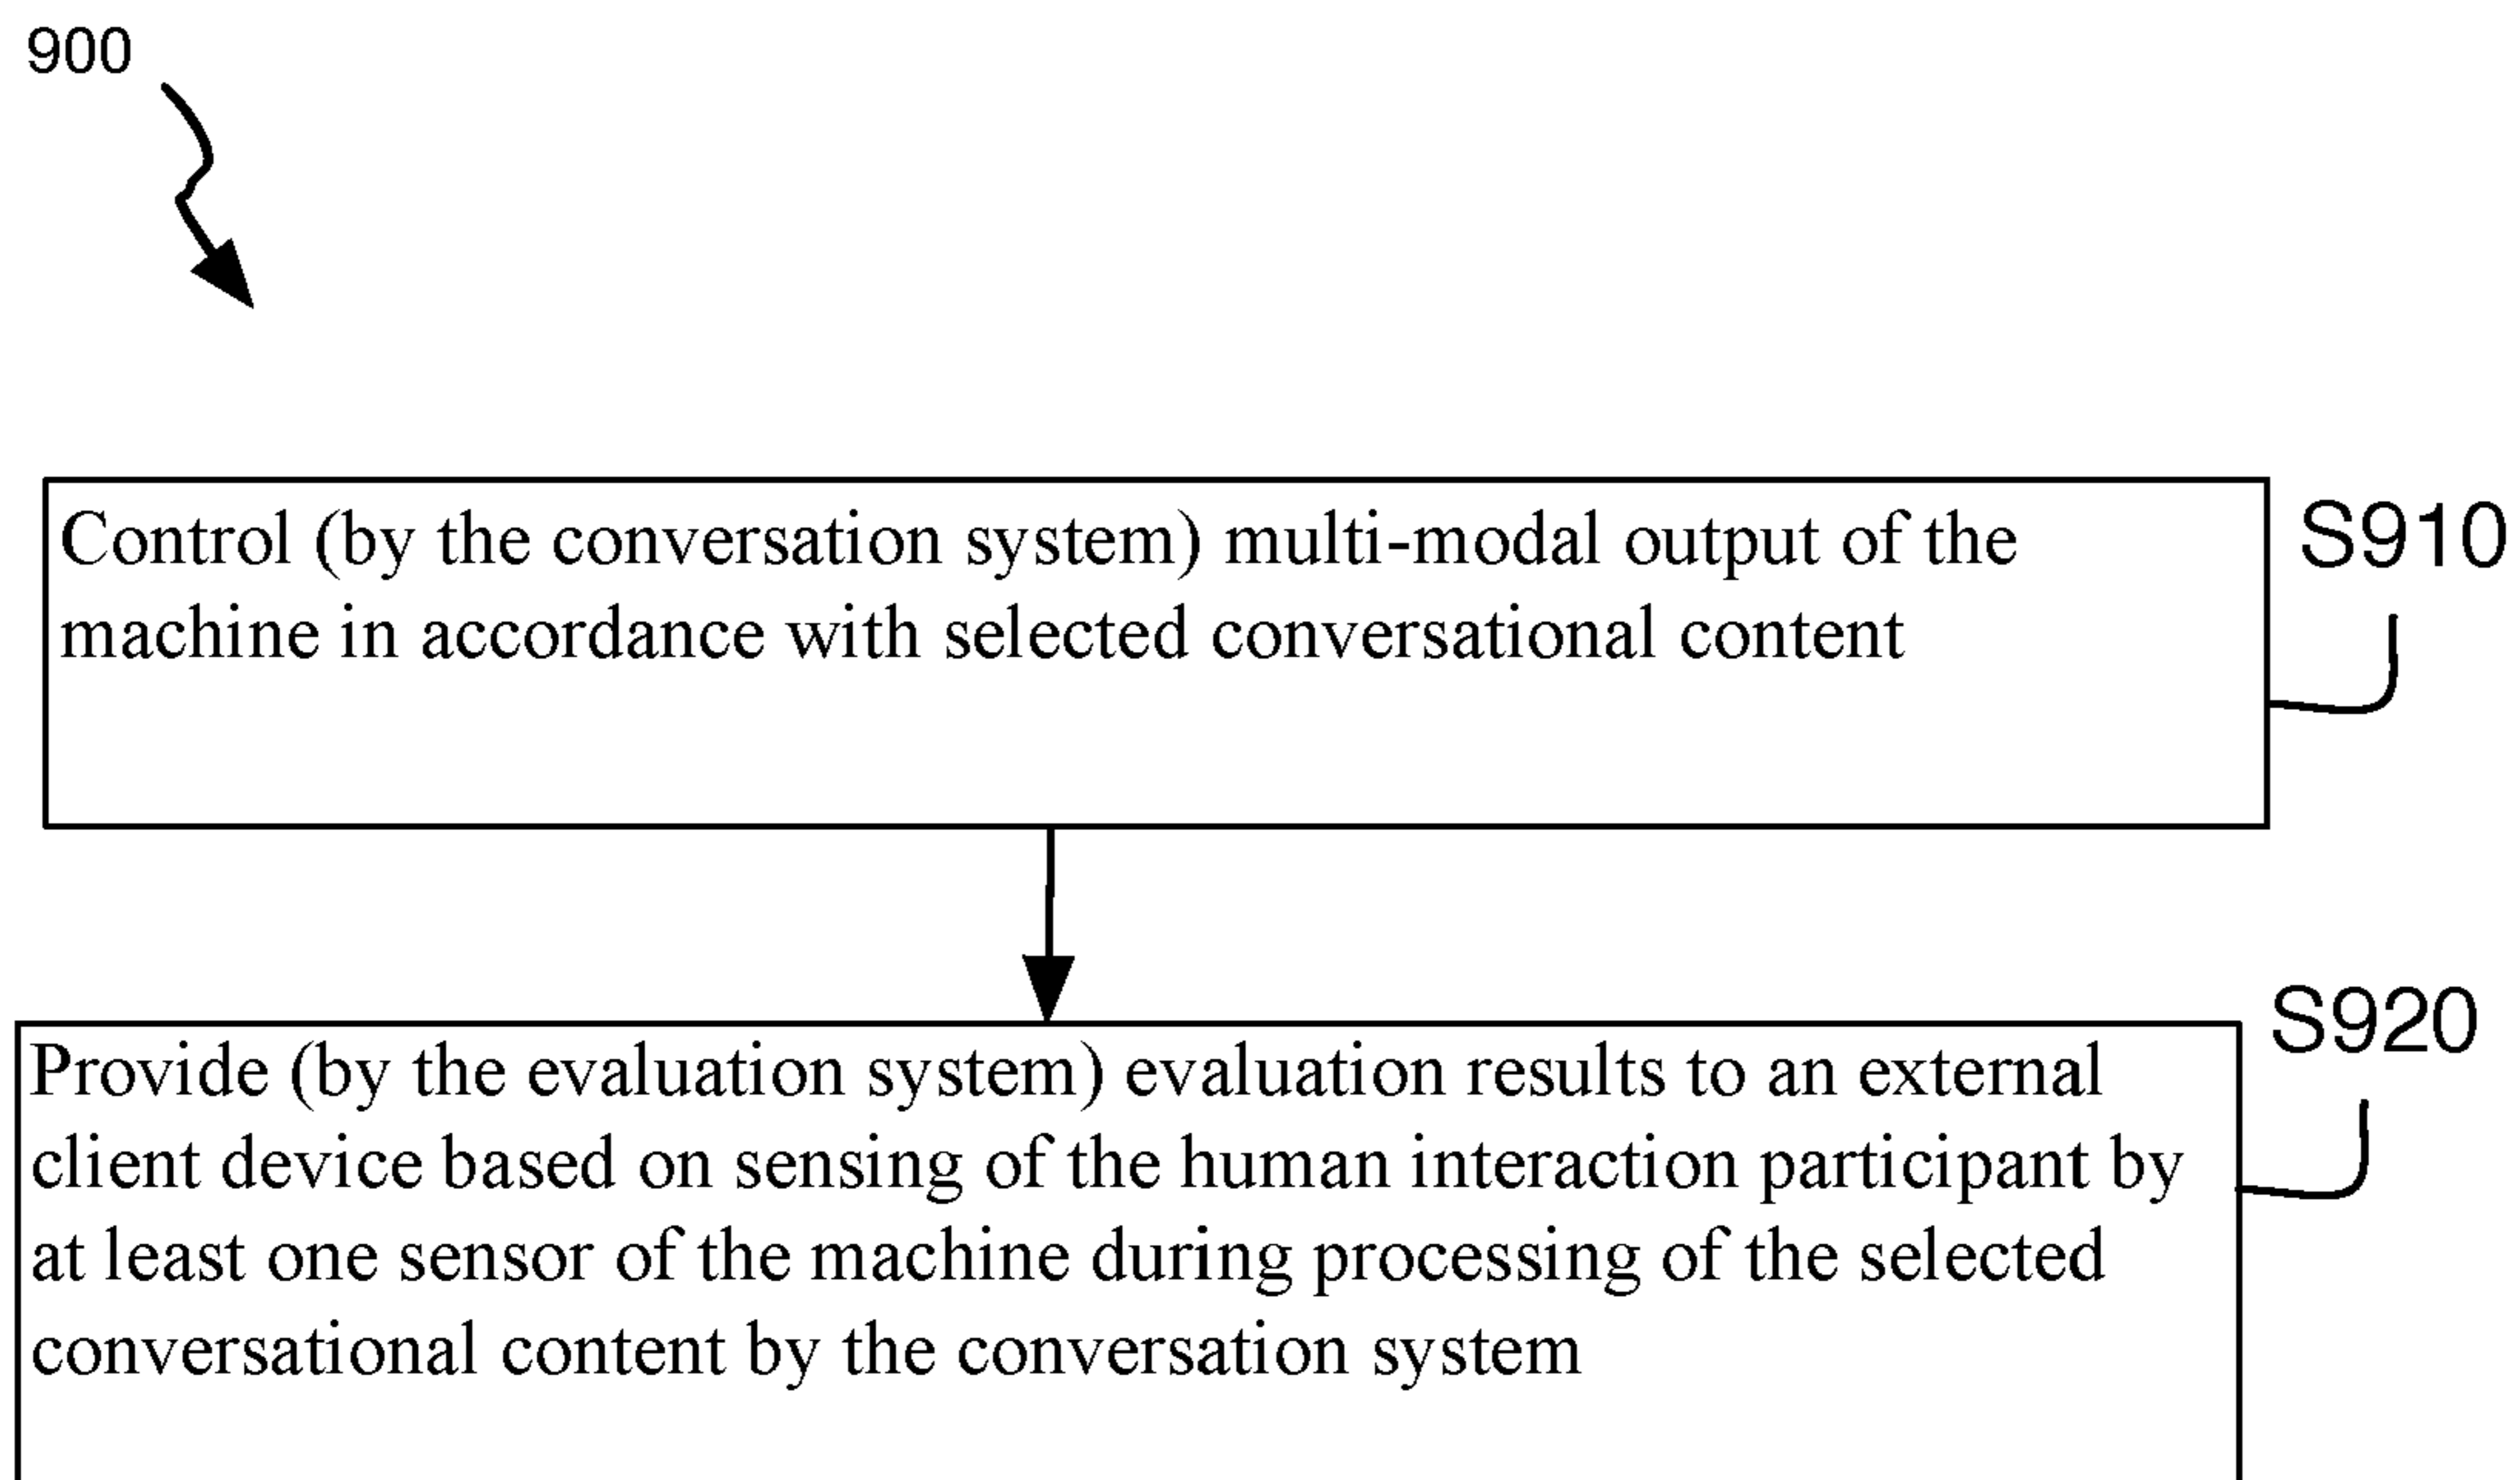 900
Control (by the conversation system) multi-modal output of the
machine in accordance with selected conversational content
S910
Provide (by the evaluation system) evaluation results to an external
client device based on sensing of the human interaction participant by
at least one sensor of the machine during processing of the selected
conversational content by the conversation system
S920